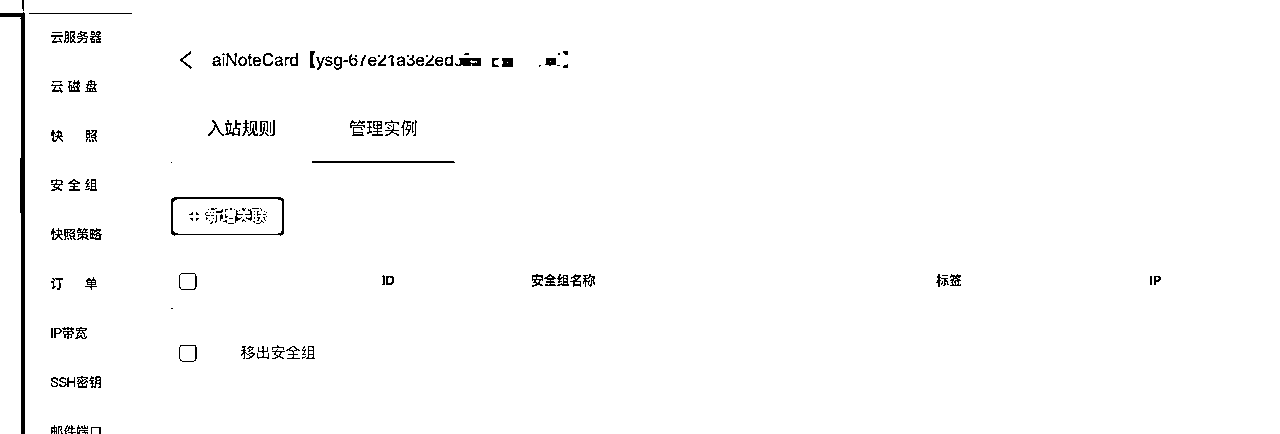 云服务器
云磁盘
快照
安全组
快照策略
订单
IP带宽
SSH密钥
邮件端口
aiNoteCard【ysg-67e21a3e2ed
入站规则 管理实例
+ 新增关联
ID 安全组名称 标签 IP
移出安全组